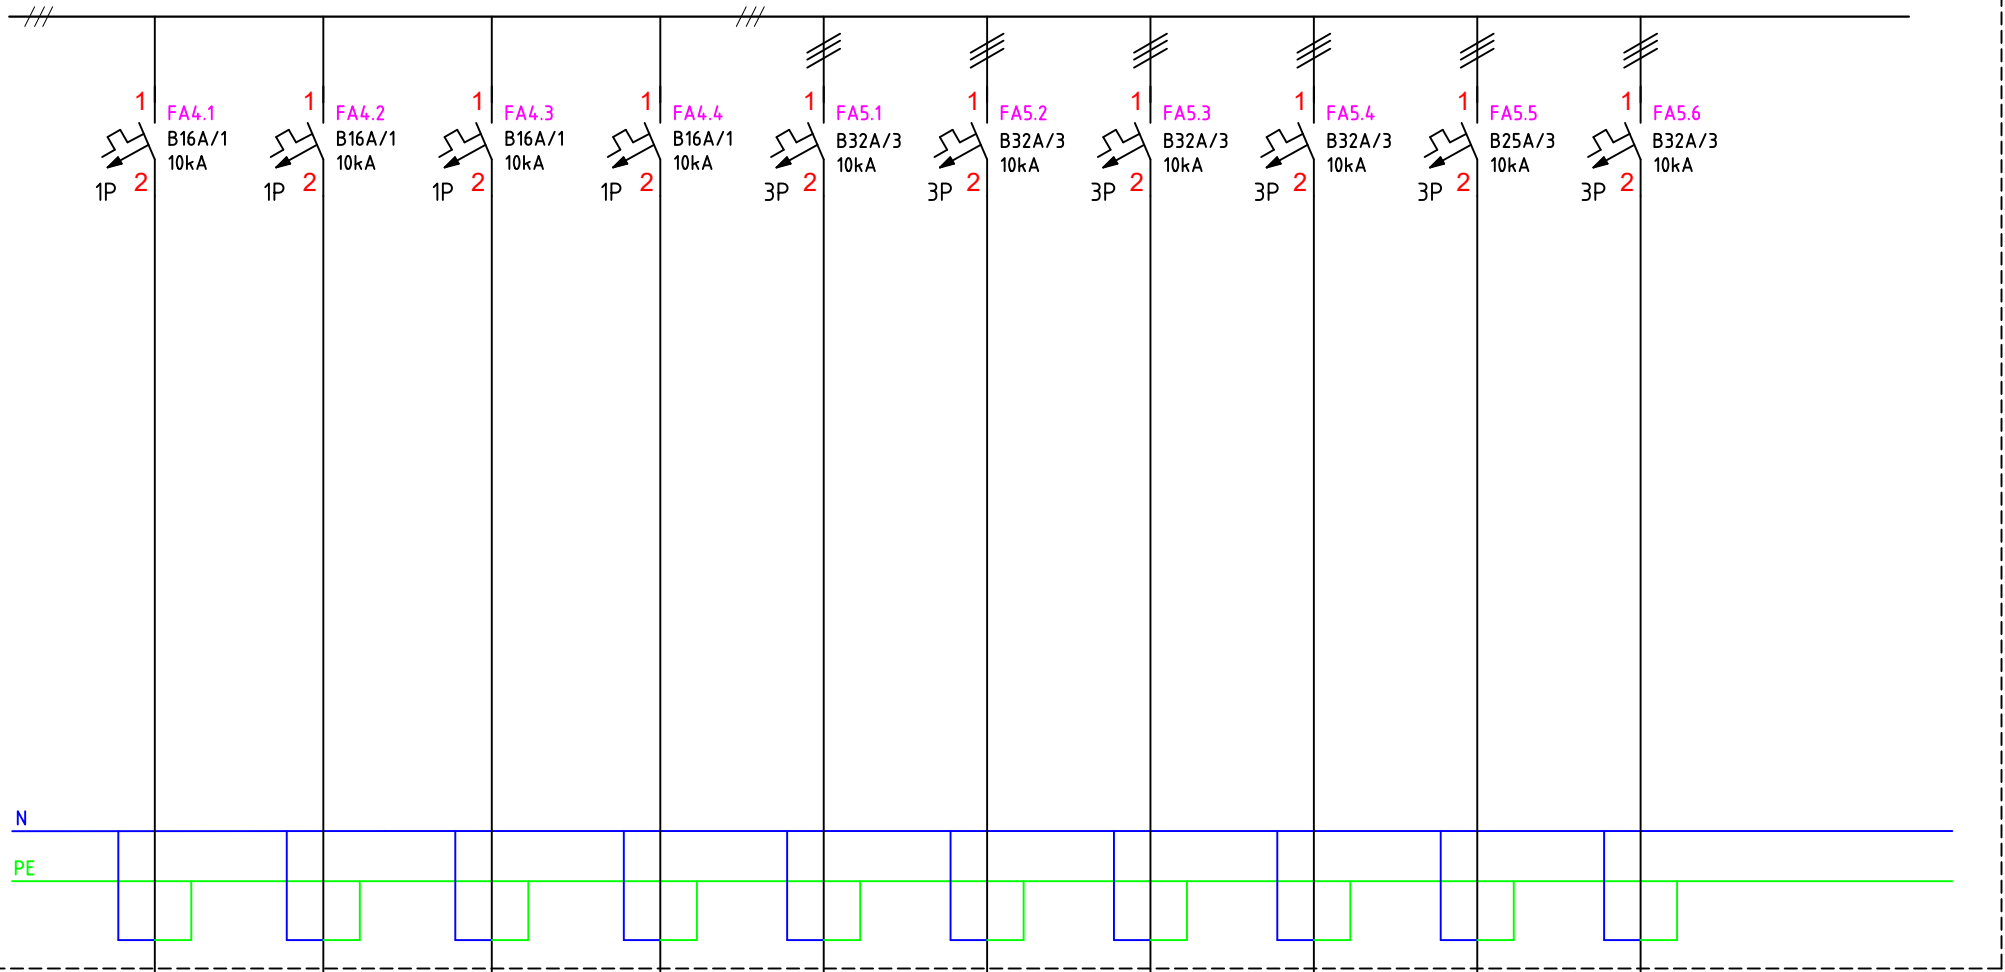 1 FA4.1
B16A/1
10kA
1P 2
1 FA4.2
B16A/1
10kA
1P 2
1 FA4.3
B16A/1
10kA
1P 2
1 FA4.4
B16A/1
10kA
1P 2
1 FA5.1
B32A/3
10kA
3P 2
1 FA5.2
B32A/3
10kA
3P 2
1 FA5.3
B32A/3
10kA
3P 2
1 FA5.4
B32A/3
10kA
3P 2
1 FA5.5
B25A/3
10kA
3P 2
1 FA5.6
B32A/3
10kA
3P 2
N
PE